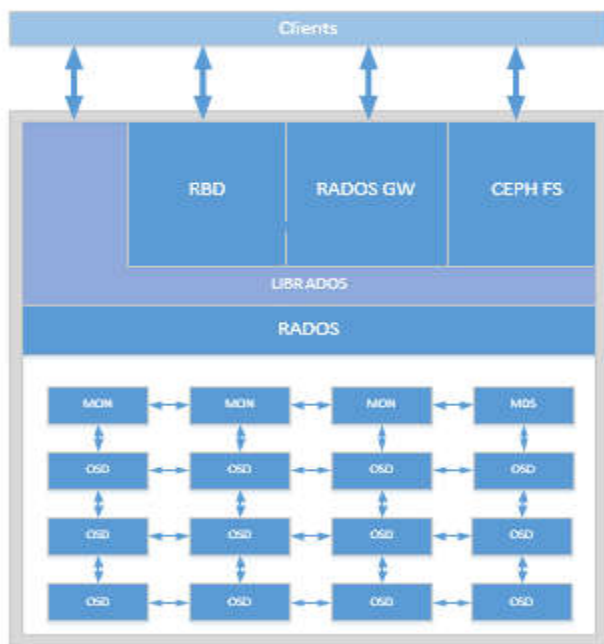 Clients
RBD RADOS GW CEPH FS
LIBRADOS
RADOS
MON MON MON MDS
OSD OSD OSD OSD
OSD OSD OSD OSD
OSD OSD OSD OSD